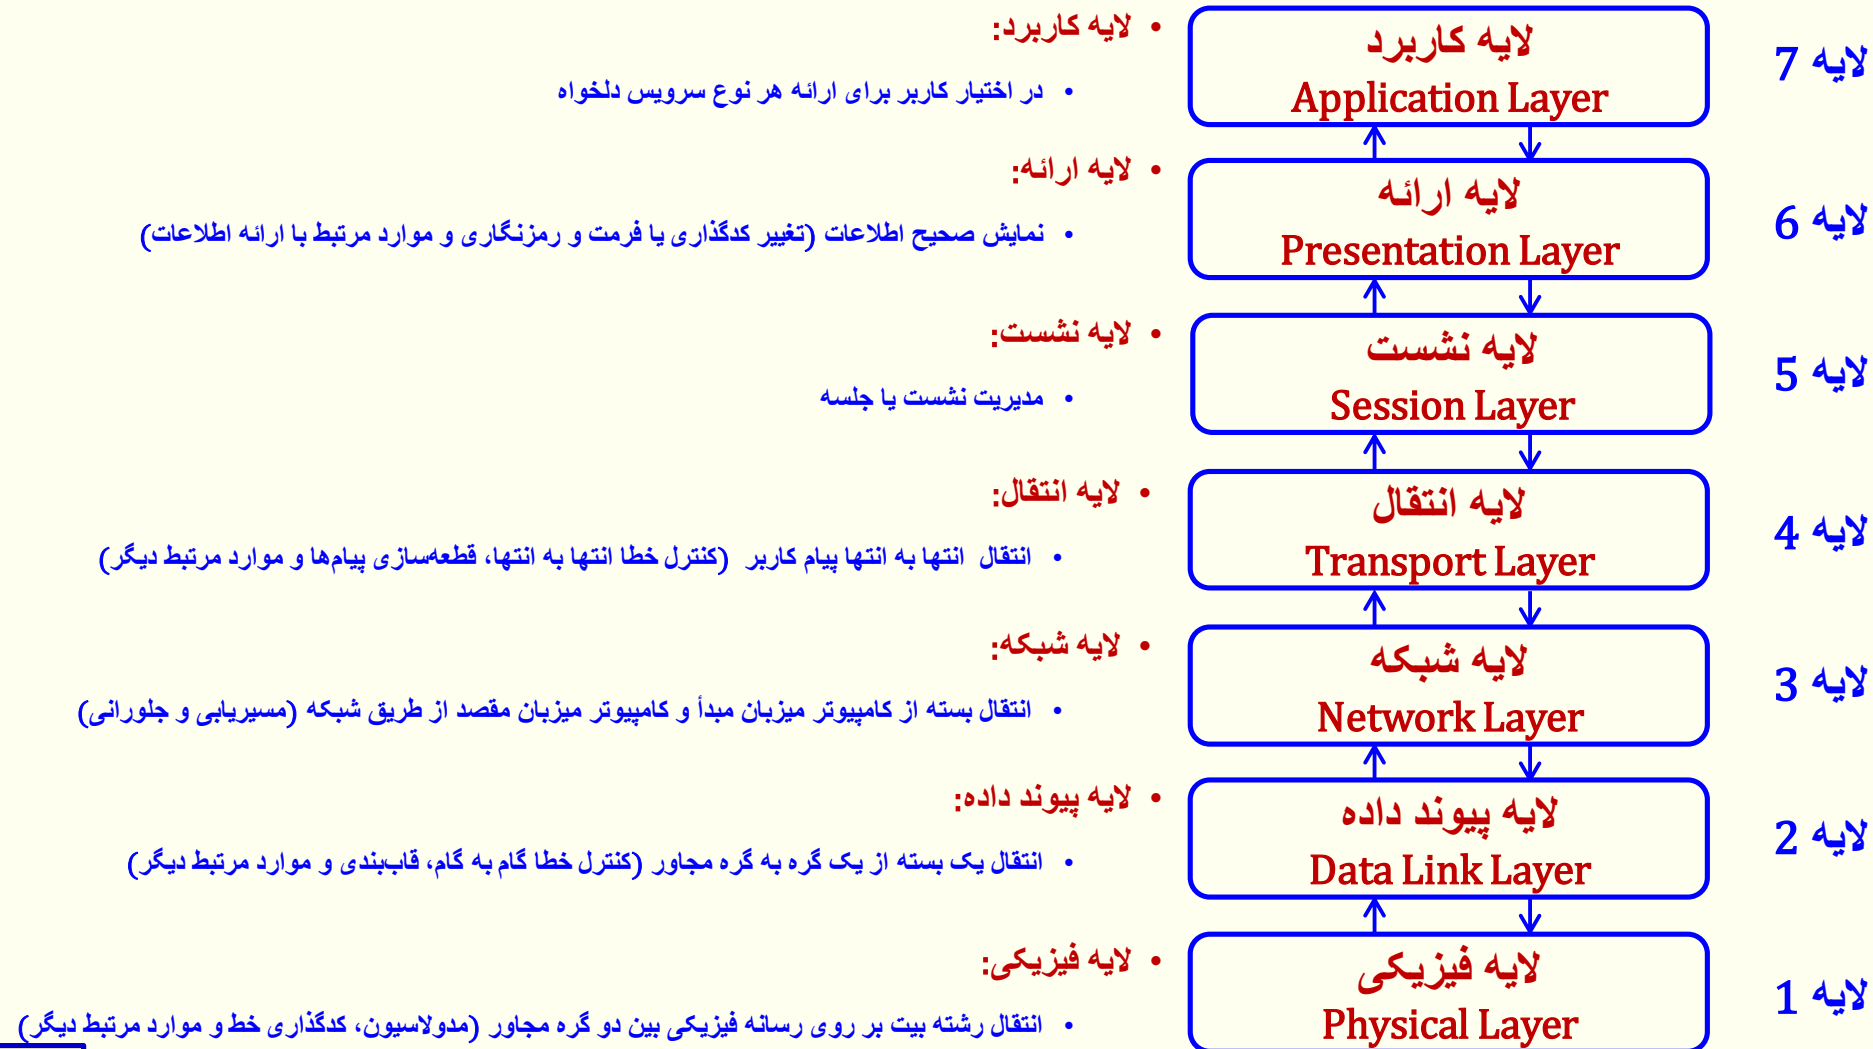 لایه 7
لایه کاربرد
Application Layer
• لایه کاربرد:
• در اختیار کاربر برای ارائه هر نوع سرویس دلخواه
لایه 6
لایه ارائه
Presentation Layer
• لایه ارائه:
• نمایش صحیح اطلاعات (تغییر کدگذاری یا فرمت و رمزنگاری و موارد مرتبط با ارائه اطلاعات)
لایه 5
لایه نشست
Session Layer
• لایه نشست:
• مدیریت نشست یا جلسه
لایه 4
لایه انتقال
Transport Layer
• لایه انتقال:
• انتقال انتها به انتها پیام کاربر (کنترل خطا انتها به انتها، قطعه‌سازی پیام‌ها و موارد مرتبط دیگر)
لایه 3
لایه شبکه
Network Layer
• لایه شبکه:
• انتقال بسته از کامپیوتر میزبان مبدأ و کامپیوتر میزبان مقصد از طریق شبکه (مسیریابی و جلورانی)
لایه 2
لایه پیوند داده
Data Link Layer
• لایه پیوند داده:
• انتقال یک بسته از یک گره به گره مجاور (کنترل خطا گام به گام، قاب‌بندی و موارد مرتبط دیگر)
لایه 1
لایه فیزیکی
Physical Layer
• لایه فیزیکی:
• انتقال رشته بیت بر روی رسانه فیزیکی بین دو گره مجاور (مدولاسیون، کدگذاری خط و موارد مرتبط دیگر)